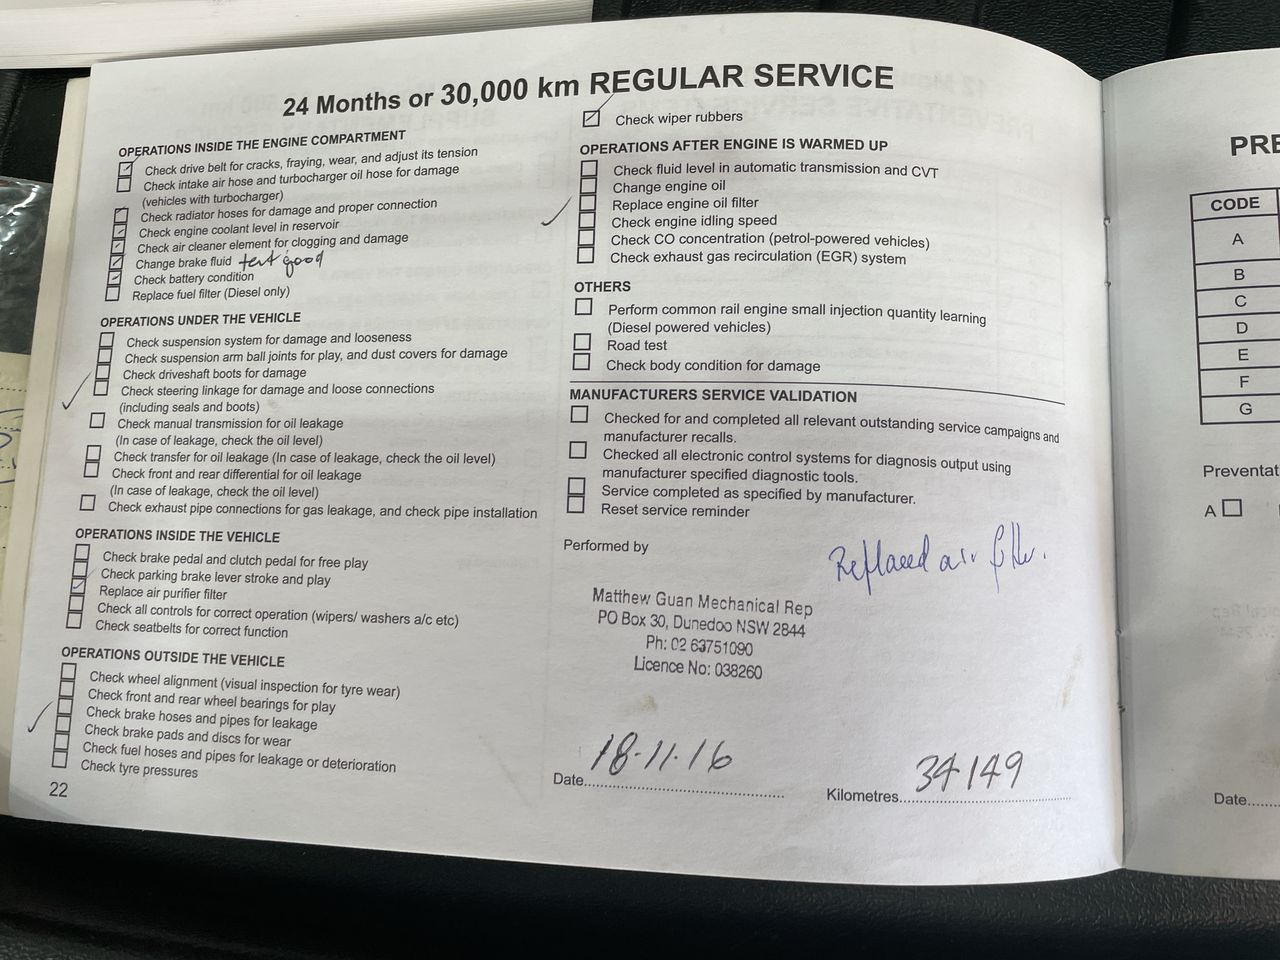 24 Months or 30,000 km REGULAR SERVICE
OPERATIONS INSIDE THE ENGINE COMPARTMENT
Check drive belt for cracks, fraying, wear, and adjust its tension
Check intake air hose and turbocharger oil hose for damage
(vehicles with turbocharger)
Check radiator hoses for damage and proper connection
Check engine coolant level in reservoir
Check air cleaner element for clogging and damage
Change brake fluid test good
Check battery condition
Replace fuel filter (Diesel only)
OPERATIONS UNDER THE VEHICLE
Check suspension system for damage and looseness
Check suspension arm ball joints for play, and dust covers for damage
Check driveshaft boots for damage
Check steering linkage for damage and loose connections
(including seals and boots)
Check manual transmission for oil leakage
(In case of leakage, check the oil level)
Check transfer for oil leakage (In case of leakage, check the oil level)
Check front and rear differential for oil leakage
(In case of leakage, check the oil level)
Check exhaust pipe connections for gas leakage, and check pipe installation
OPERATIONS INSIDE THE VEHICLE
Check brake pedal and clutch pedal for free play
Check parking brake lever stroke and play
Replace air purifier filter
Check all controls for correct operation (wipers/ washers a/c etc)
Check seatbelts for correct function
OPERATIONS OUTSIDE THE VEHICLE
Check wheel alignment (visual inspection for tyre wear)
Check front and rear wheel bearings for play
Check brake hoses and pipes for leakage
Check brake pads and discs for wear
Check fuel hoses and pipes for leakage or deterioration
Check tyre pressures
22
Check wiper rubbers
OPERATIONS AFTER ENGINE IS WARMED UP
Check fluid level in automatic transmission and CVT
Change engine oil
Replace engine oil filter
Check engine idling speed
Check CO concentration (petrol-powered vehicles)
Check exhaust gas recirculation (EGR) system
OTHERS
Perform common rail engine small injection quantity learning
(Diesel powered vehicles)
Road test
Check body condition for damage
MANUFACTURERS SERVICE VALIDATION
Checked for and completed all relevant outstanding service campaigns and
manufacturer recalls.
Checked all electronic control systems for diagnosis output using
manufacturer specified diagnostic tools.
Service completed as specified by manufacturer.
Reset service reminder
Performed by
Replaced air filter.
Matthew Guan Mechanical Rep
PO Box 30, Dunedoo NSW 2844
Ph: 02 63751090
Licence No: 038260
Date 18-11-16
Kilometres 34149
PRE
CODE
A
B
C
D
E
F
G
Preventat
A
Date